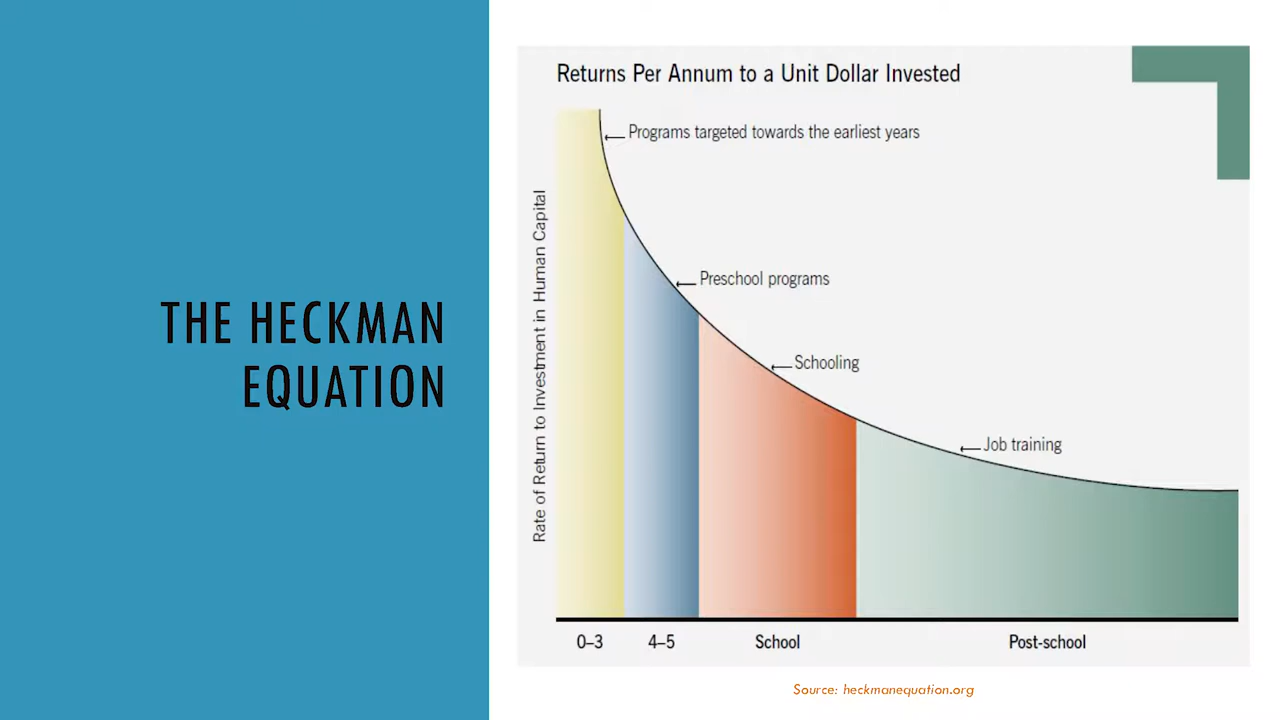 THE HECKMAN
EQUATION
Returns Per Annum to a Unit Dollar Invested
Programs targeted towards the earliest years
Preschool programs
Schooling
Job training
Rate of Return to Investment in Human Capital
0–3
4–5
School
Post-school
Source: heckmanequation.org